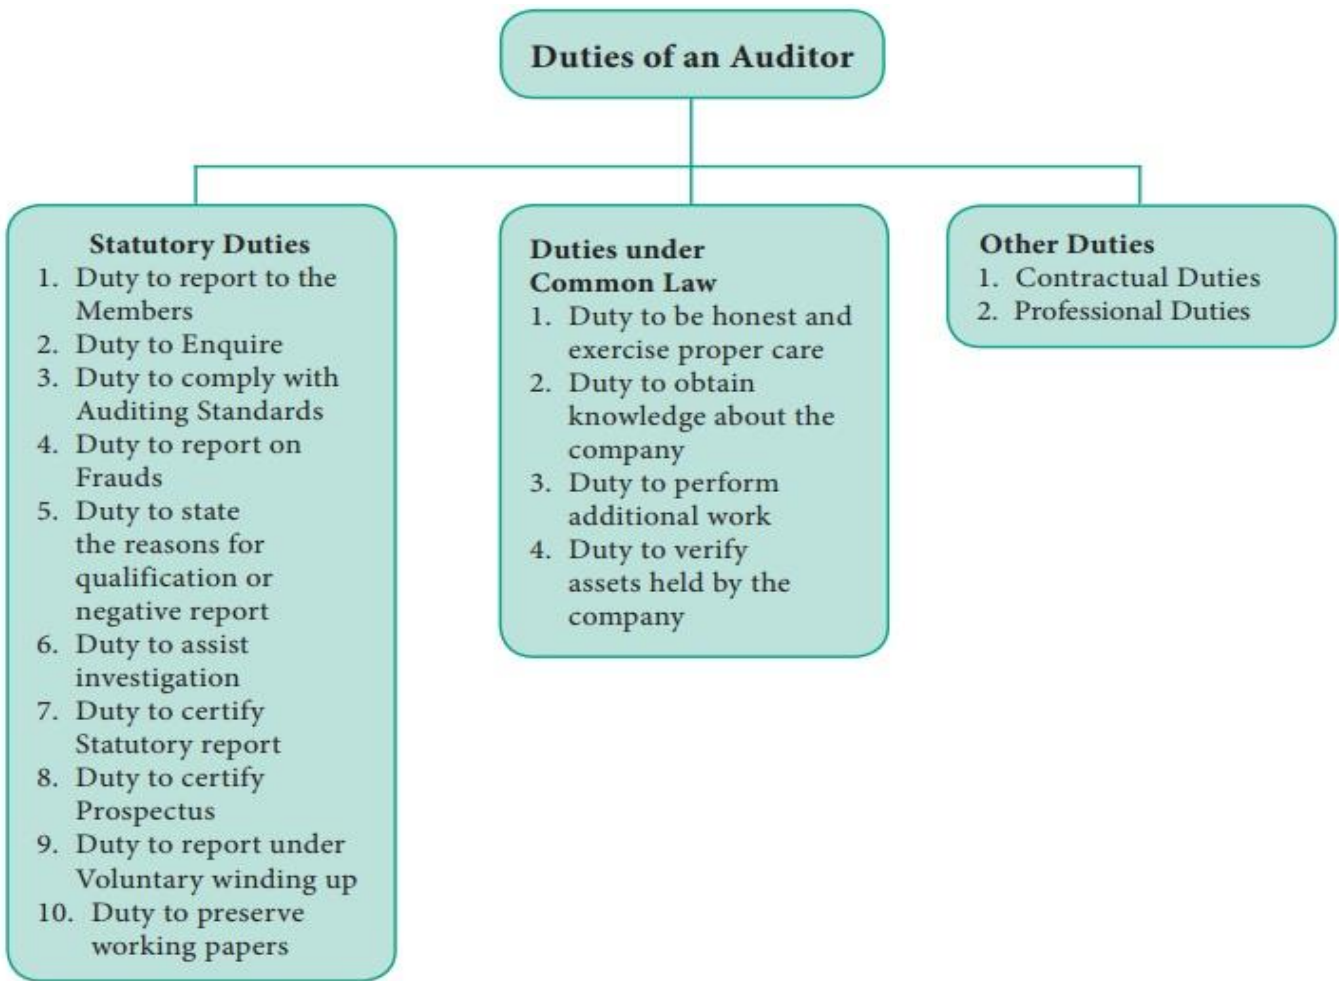 Duties of an Auditor
Statutory Duties
1. Duty to report to the
Members
2. Duty to Enquire
3. Duty to comply with
Auditing Standards
4. Duty to report on
Frauds
5. Duty to state
the reasons for
qualification or
negative report
6. Duty to assist
investigation
7. Duty to certify
Statutory report
8. Duty to certify
Prospectus
9. Duty to report under
Voluntary winding up
10. Duty to preserve
working papers
Duties under
Common Law
1. Duty to be honest and
exercise proper care
2. Duty to obtain
knowledge about the
company
3. Duty to perform
additional work
4. Duty to verify
assets held by the
company
Other Duties
1. Contractual Duties
2. Professional Duties